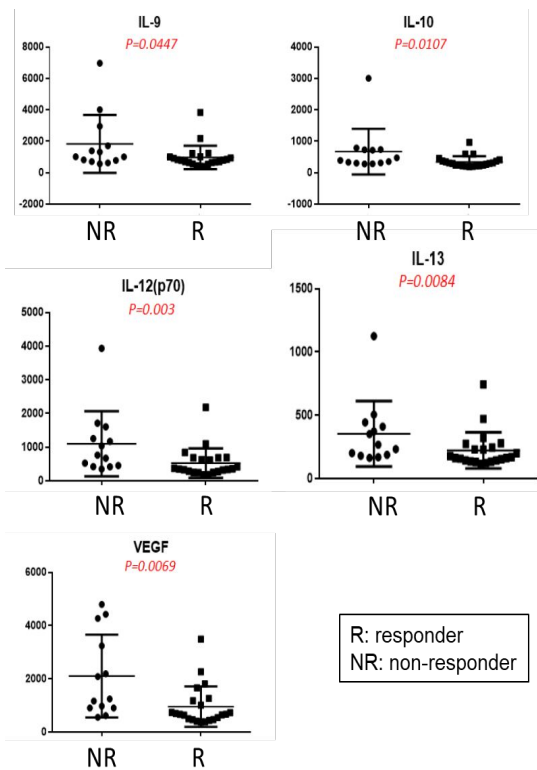 IL-9
P=0.0447
8000
6000
4000
2000
0
-2000
NR R
IL-10
P=0.0107
4000
3000
2000
1000
0
-1000
NR R
IL-12(p70)
P=0.003
5000
4000
3000
2000
1000
0
NR R
IL-13
P=0.0084
1500
1000
500
0
NR R
VEGF
P=0.0069
6000
4000
2000
0
NR R
R: responder
NR: non-responder